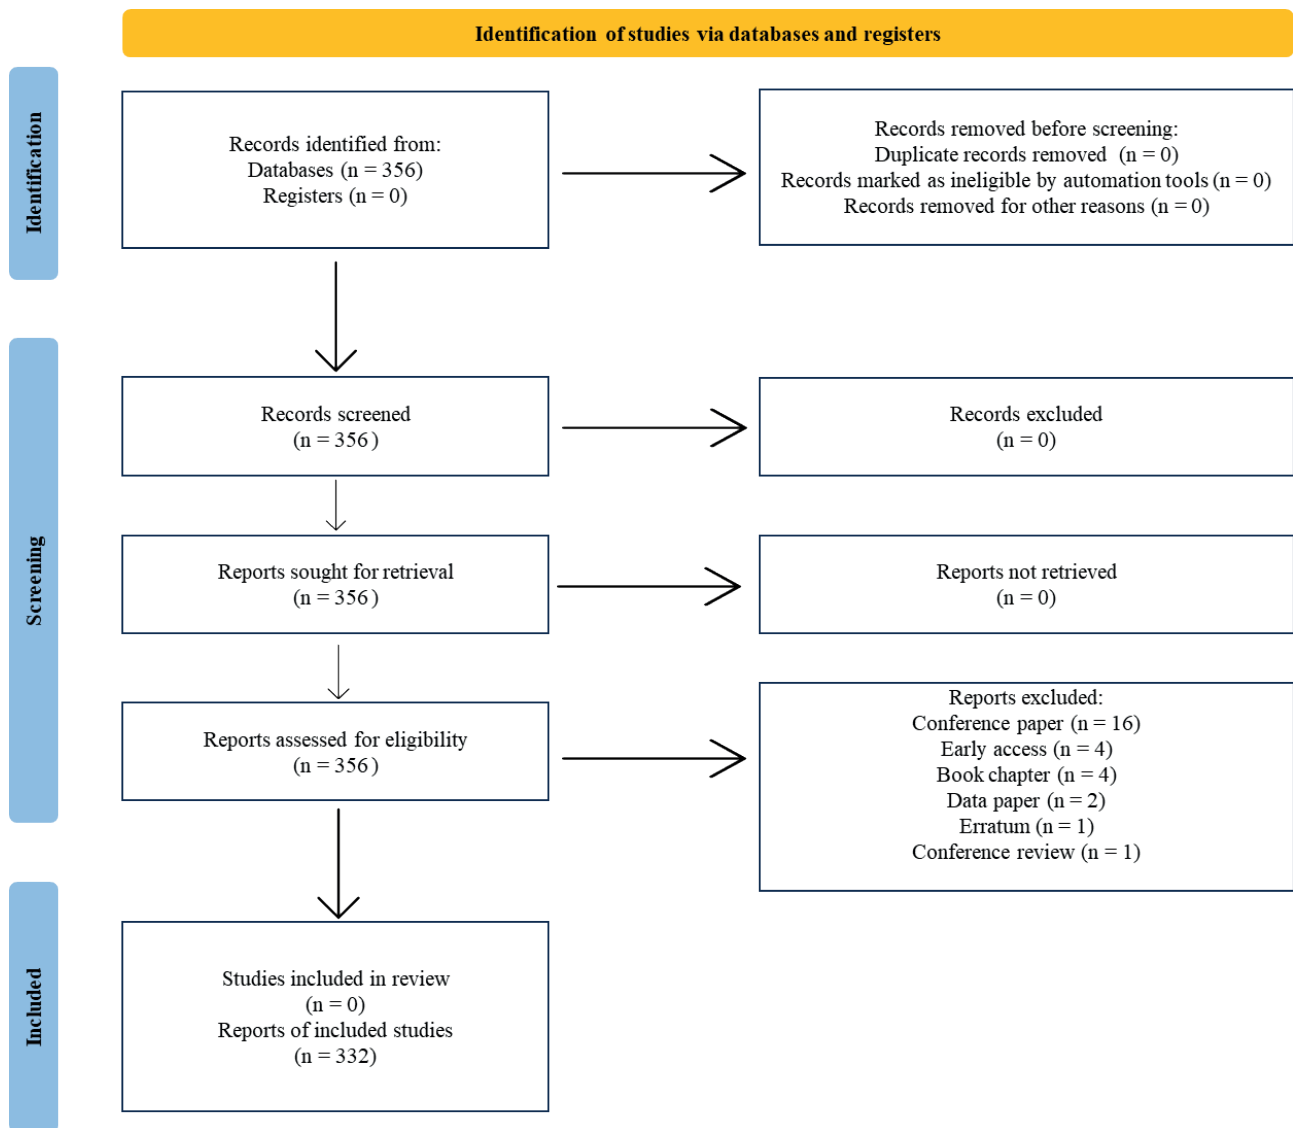 Identification of studies via databases and registers
Identification
Records identified from:
Databases (n = 356)
Registers (n = 0)
Records removed before screening:
Duplicate records removed (n = 0)
Records marked as ineligible by automation tools (n = 0)
Records removed for other reasons (n = 0)
Screening
Records screened
(n = 356)
Records excluded
(n = 0)
Reports sought for retrieval
(n = 356)
Reports not retrieved
(n = 0)
Reports assessed for eligibility
(n = 356)
Reports excluded:
Conference paper (n = 16)
Early access (n = 4)
Book chapter (n = 4)
Data paper (n = 2)
Erratum (n = 1)
Conference review (n = 1)
Included
Studies included in review
(n = 0)
Reports of included studies
(n = 332)